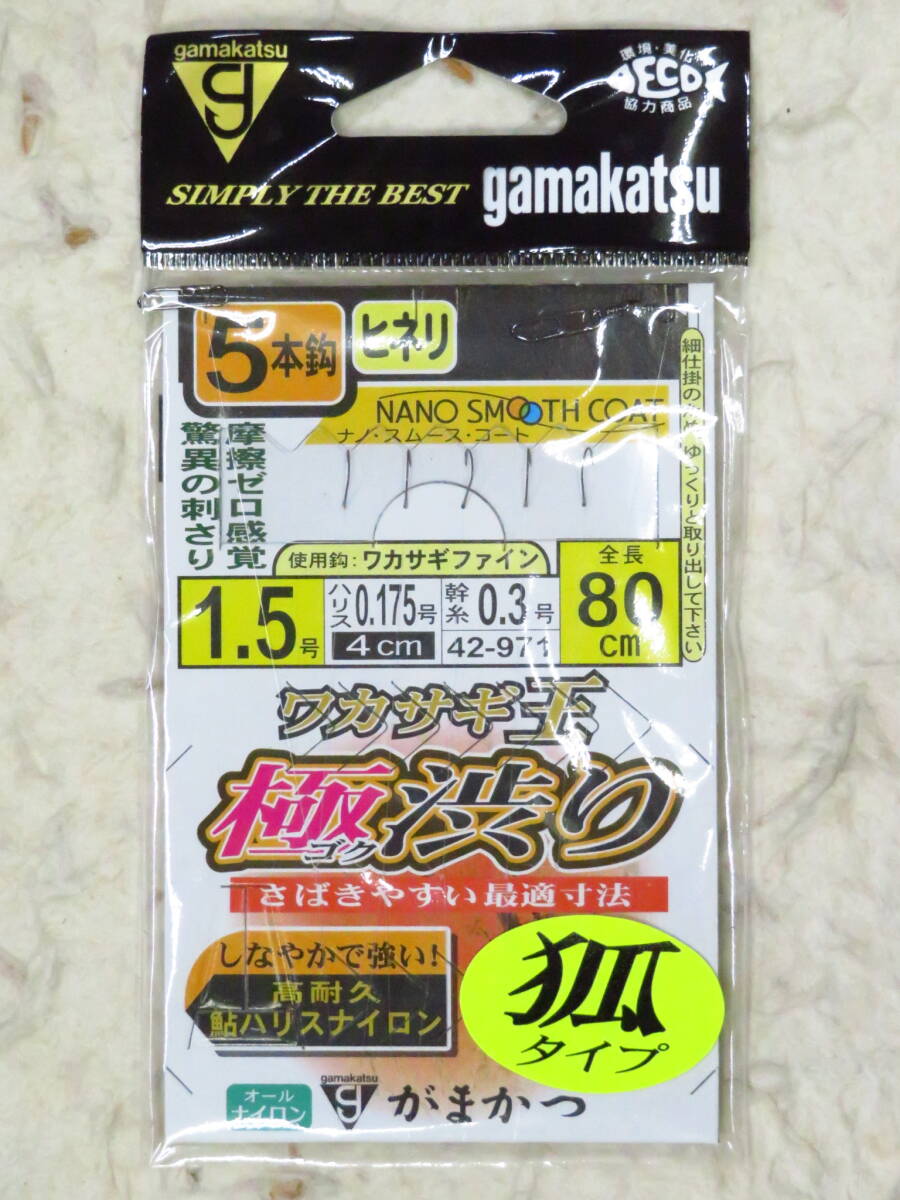 gamakatsu
環境・美化
ECO
協力商品
SIMPLY THE BEST
gamakatsu
5本鈎
ヒネリ
NANO SMOOTH COAT
ナノ・スムース・コート
摩擦ゼロ感覚
驚異の刺さり
ゆっくりと取り出して下さい
使用鈎:ワカサギファイン
1.5号
ハリス0.175号
4cm
幹糸0.3号
42-971
全長
80cm
ワカサギ王
極渋り
ゴク
さばきやすい最適寸法
しなやかで強い!
高耐久
鮎ハリスナイロン
狐
タイプ
オール
ナイロン
gamakatsu
がまかつ